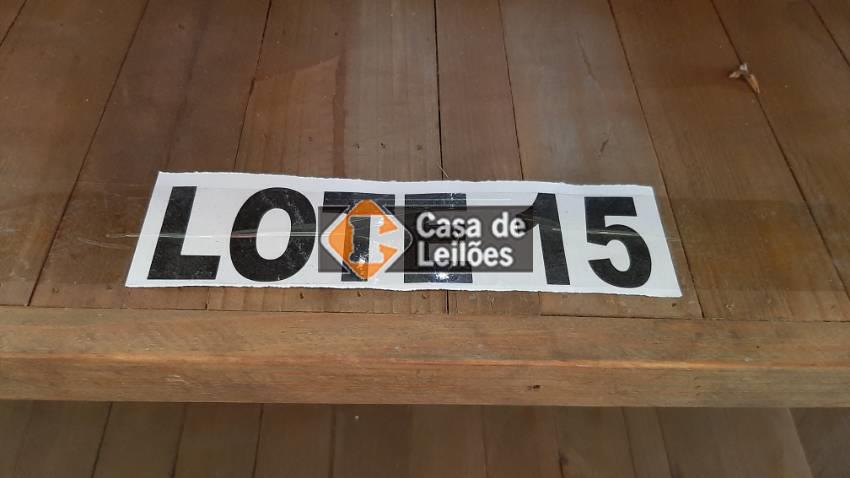 LOTE 15
Casa de
Leilões